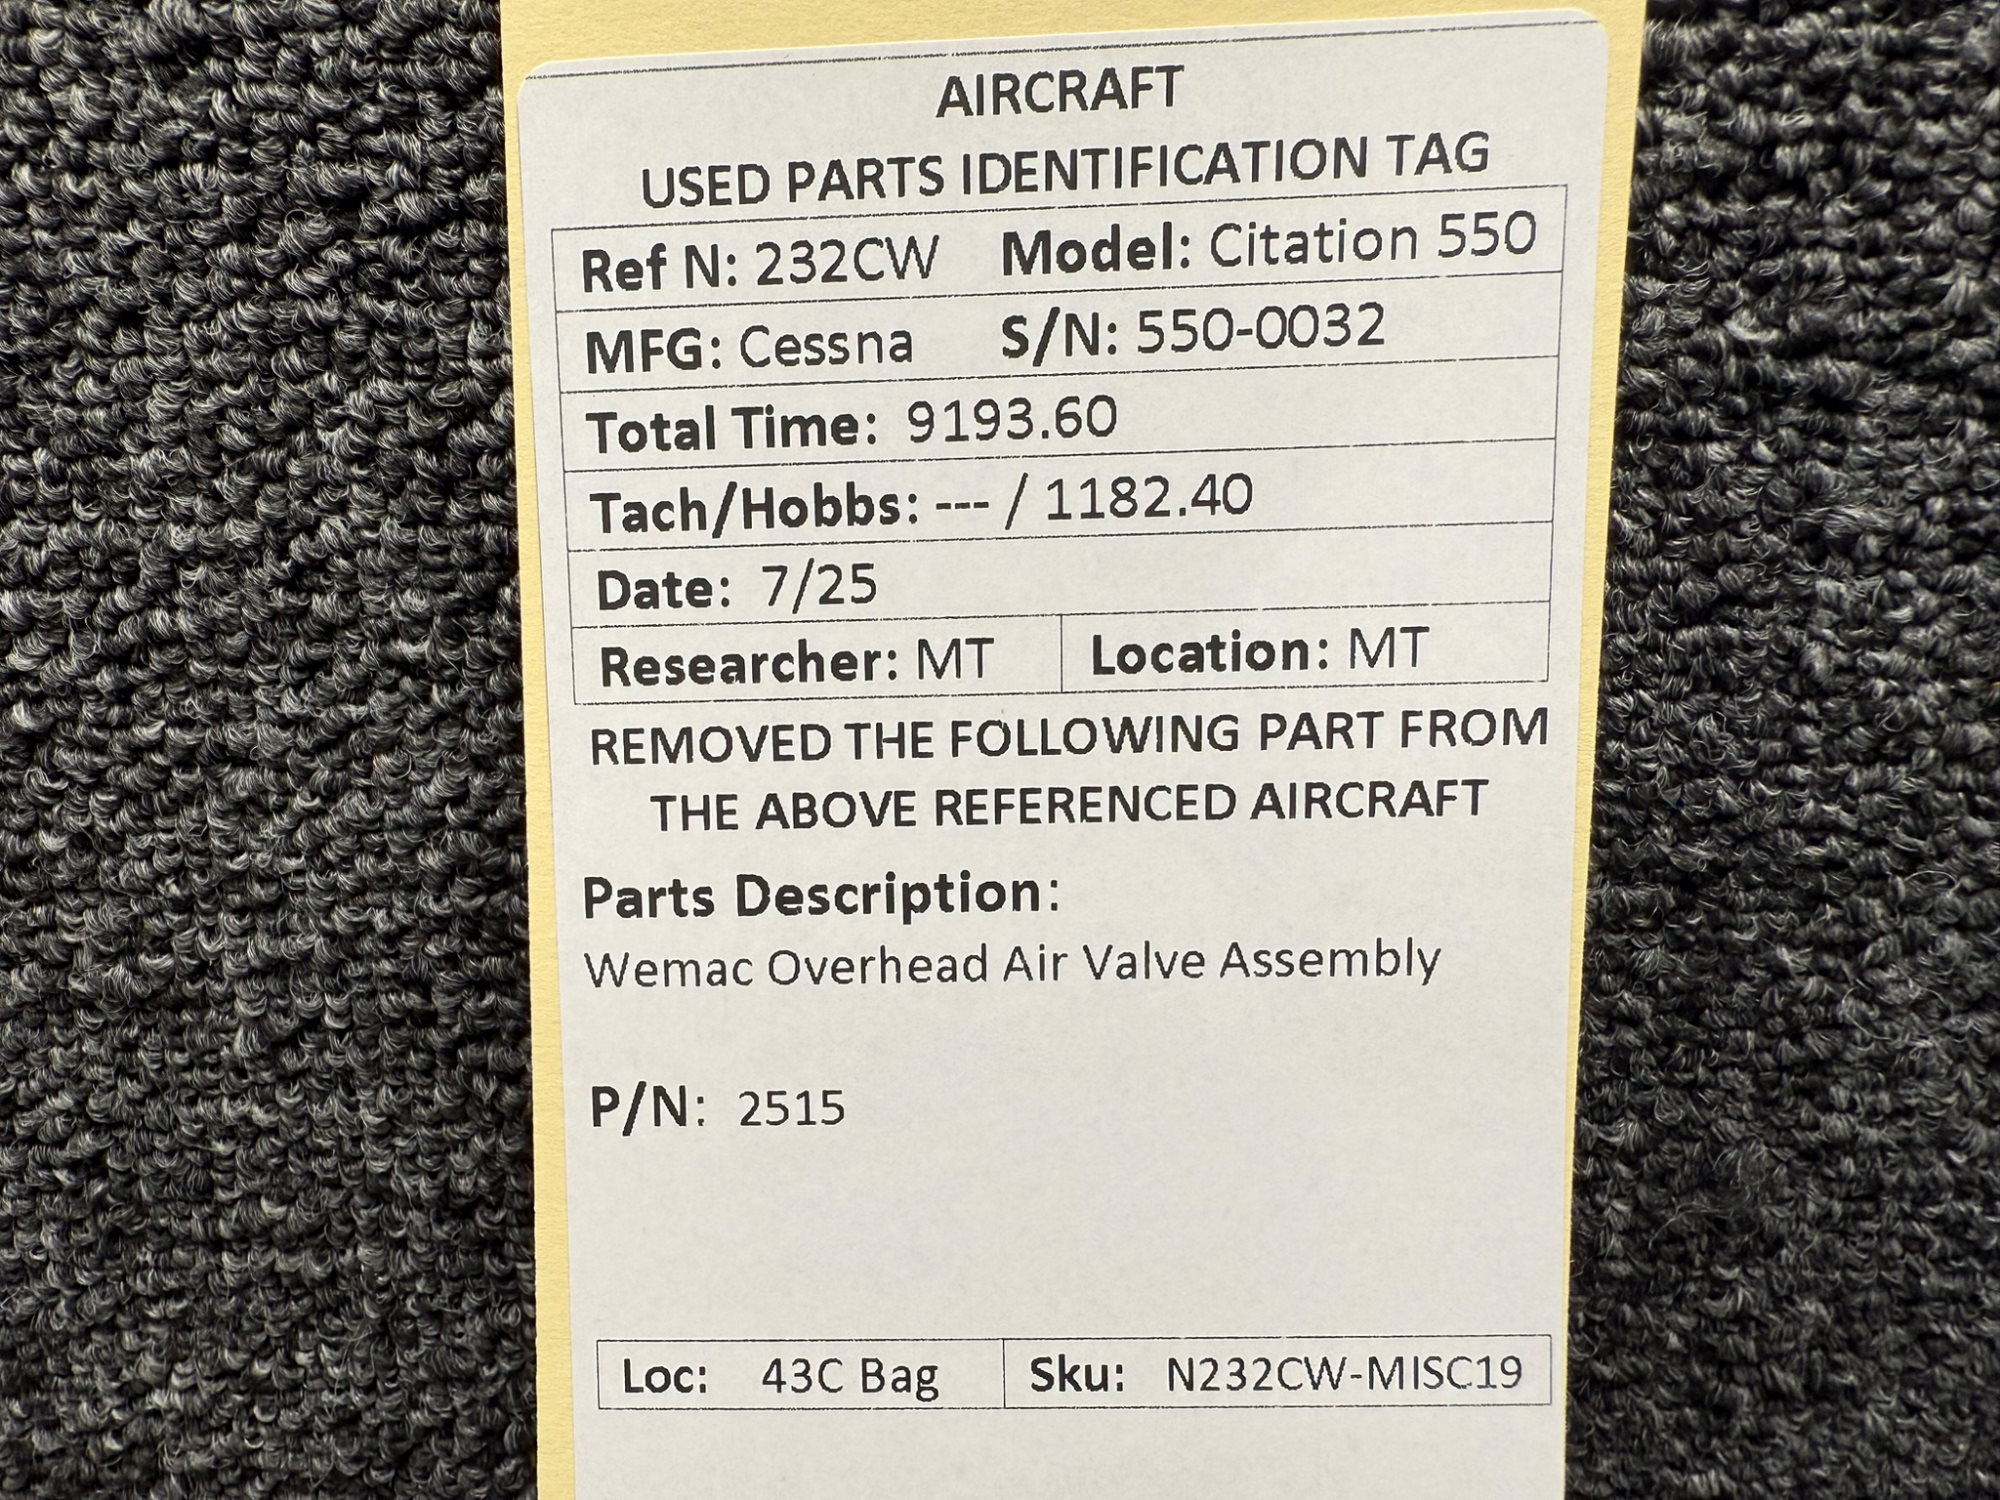 AIRCRAFT
USED PARTS IDENTIFICATION TAG
Ref N: 232CW Model: Citation 550
MFG: Cessna S/N: 550-0032
Total Time: 9193.60
Tach/Hobbs: --- / 1182.40
Date: 7/25
Researcher: MT Location: MT
REMOVED THE FOLLOWING PART FROM
THE ABOVE REFERENCED AIRCRAFT
Parts Description:
Wemac Overhead Air Valve Assembly
P/N: 2515
Loc: 43C Bag Sku: N232CW-MISC19